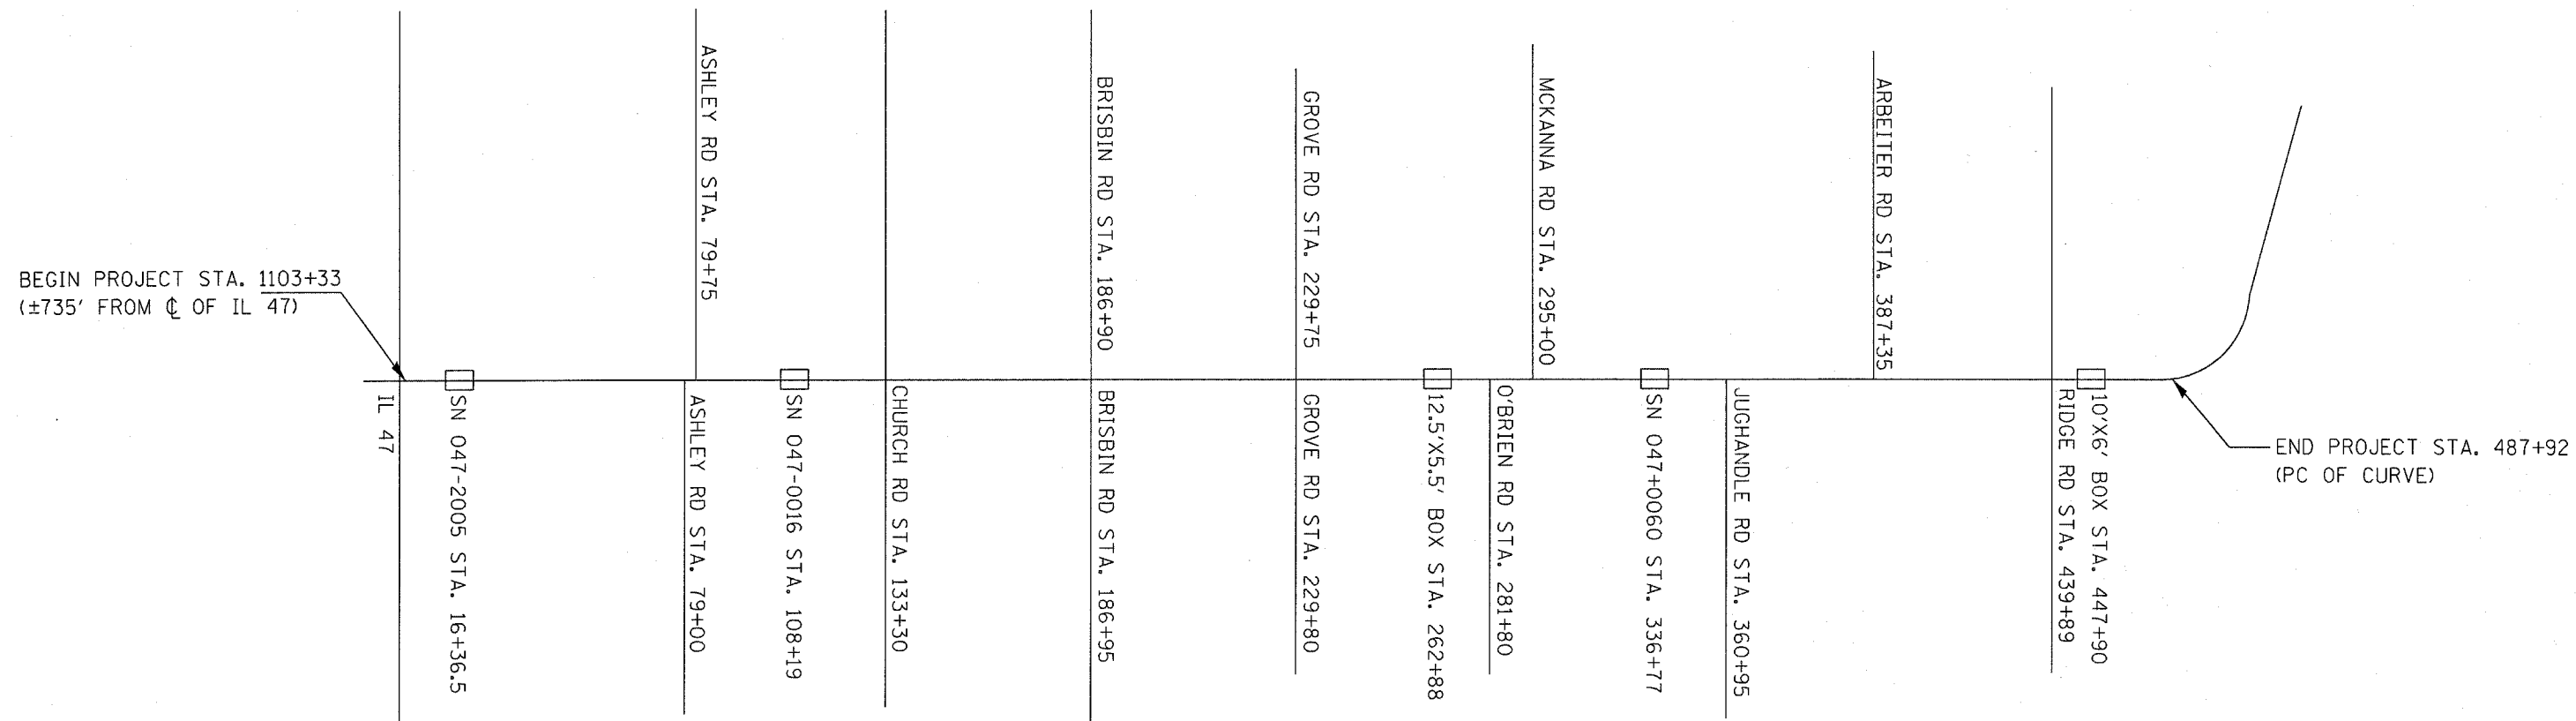 BEGIN PROJECT STA. 1103+33
(±735' FROM ℄ OF IL 47)
IL 47
SN 047-2005 STA. 16+36.5
ASHLEY RD STA. 79+75
ASHLEY RD STA. 79+00
SN 047-0016 STA. 108+19
CHURCH RD STA. 133+30
BRISBIN RD STA. 186+90
BRISBIN RD STA. 186+95
GROVE RD STA. 229+75
GROVE RD STA. 229+80
12.5'X5.5' BOX STA. 262+88
O'BRIEN RD STA. 281+80
MCKANNA RD STA. 295+00
SN 047+0060 STA. 336+77
JUGHANDLE RD STA. 360+95
ARBEITER RD STA. 387+35
RIDGE RD STA. 439+89
10'X6' BOX STA. 447+90
END PROJECT STA. 487+92
(PC OF CURVE)